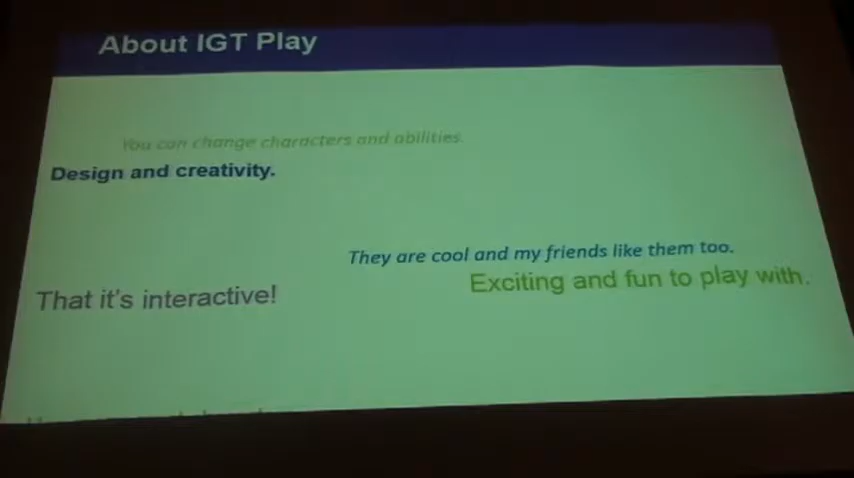 About IGT Play
You can change characters and abilities.
Design and creativity.
They are cool and my friends like them too.
Exciting and fun to play with.
That it's interactive!